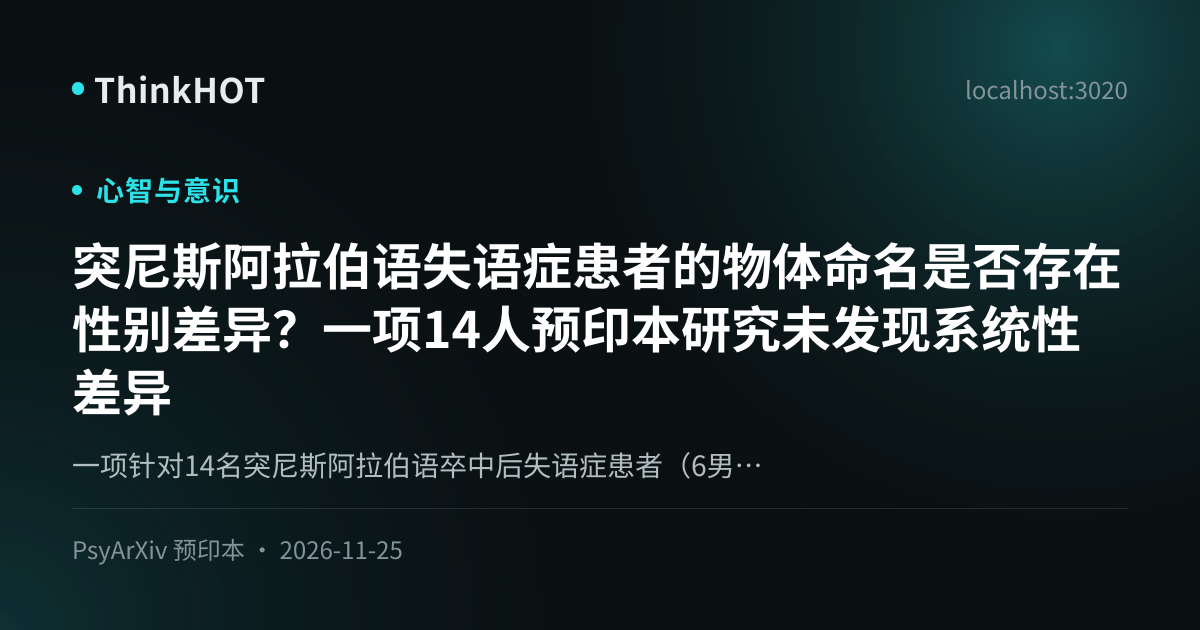 ThinkHOT
localhost:3020
心智与意识
突尼斯阿拉伯语失语症患者的物体命名是否存在
性别差异？一项14人预印本研究未发现系统性
差异
一项针对14名突尼斯阿拉伯语卒中后失语症患者（6男…
PsyArXiv 预印本 · 2026-11-25